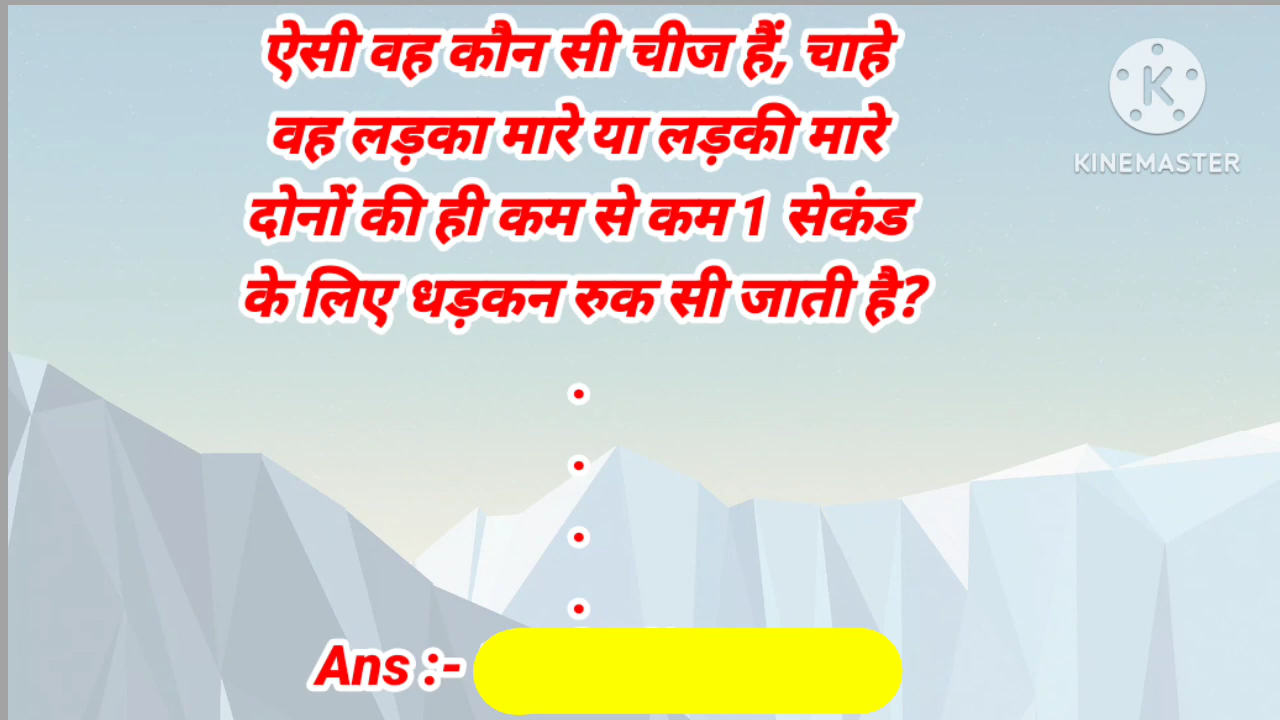 ऐसी वह कौन सी चीज हैं, चाहे
वह लड़का मारे या लड़की मारे
दोनों की ही कम से कम 1 सेकंड
के लिए धड़कन रुक सी जाती है?
Ans :-
K
KINEMASTER